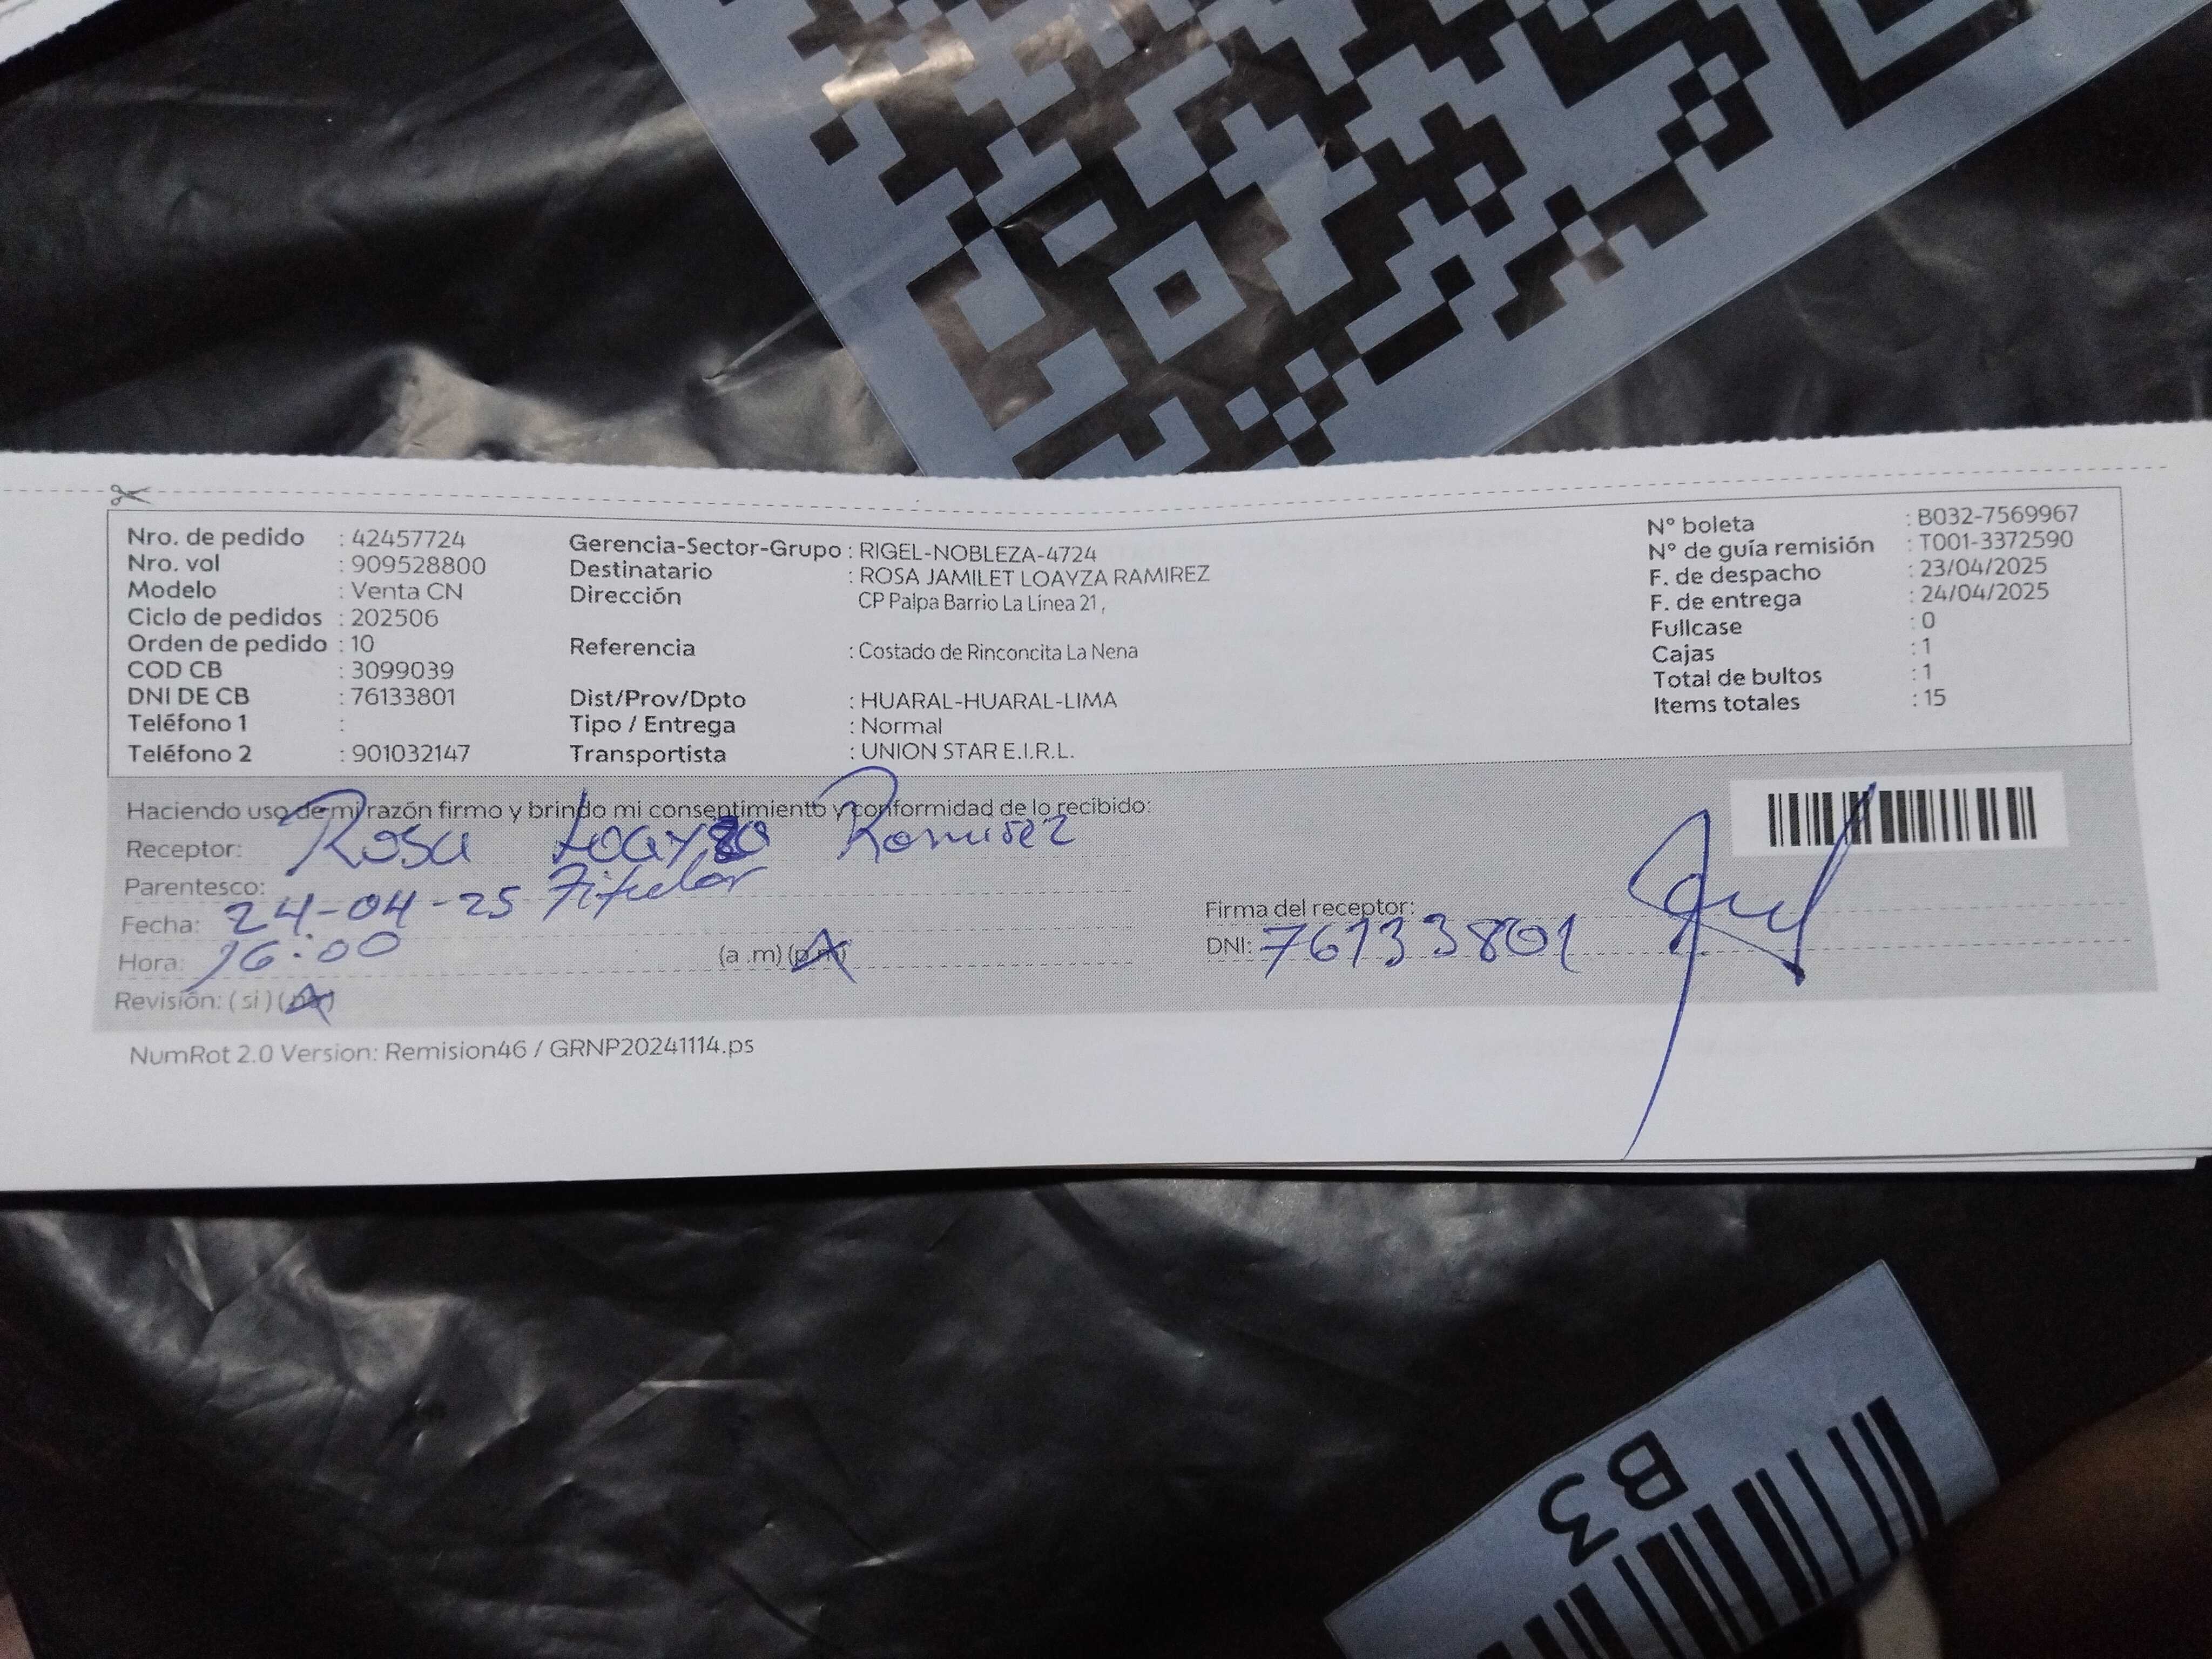 Nro. de pedido : 42457724
Nro. vol : 909528800
Modelo : Venta CN
Ciclo de pedidos : 202506
Orden de pedido : 10
COD CB : 3099039
DNI DE CB : 76133801
Teléfono 1 :
Teléfono 2 : 901032147
Gerencia-Sector-Grupo : RIGEL-NOBLEZA-4724
Destinatario : ROSA JAMILET LOAYZA RAMIREZ
Dirección CP Palpa Barrio La Línea 21 ,
Referencia : Costado de Rinconcita La Nena
Dist/Prov/Dpto : HUARAL-HUARAL-LIMA
Tipo / Entrega : Normal
Transportista : UNION STAR E.I.R.L.
N° boleta : B032-7569967
N° de guía remisión : T001-3372590
F. de despacho : 23/04/2025
F. de entrega : 24/04/2025
Fullcase : 0
Cajas : 1
Total de bultos : 1
Items totales : 15
Haciendo uso de mi razón firmo y brindo mi consentimiento y conformidad de lo recibido:
Receptor: Rosa Loayza Ramirez
Parentesco: Titular
Fecha: 24-04-25
Hora: 16:00 (a .m) (p.m)
Revisión: ( si ) ( no )
Firma del receptor:
DNI: 76133801
NumRot 2.0 Version: Remision46 / GRNP20241114.ps
B3